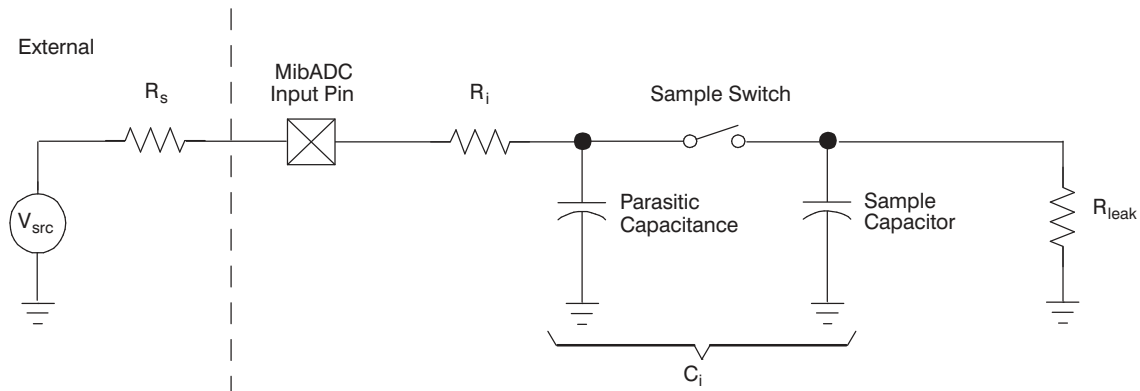 External
MibADC
Input Pin
Rs
Ri
Sample Switch
Vsrc
Parasitic
Capacitance
Sample
Capacitor
Rleak
Ci